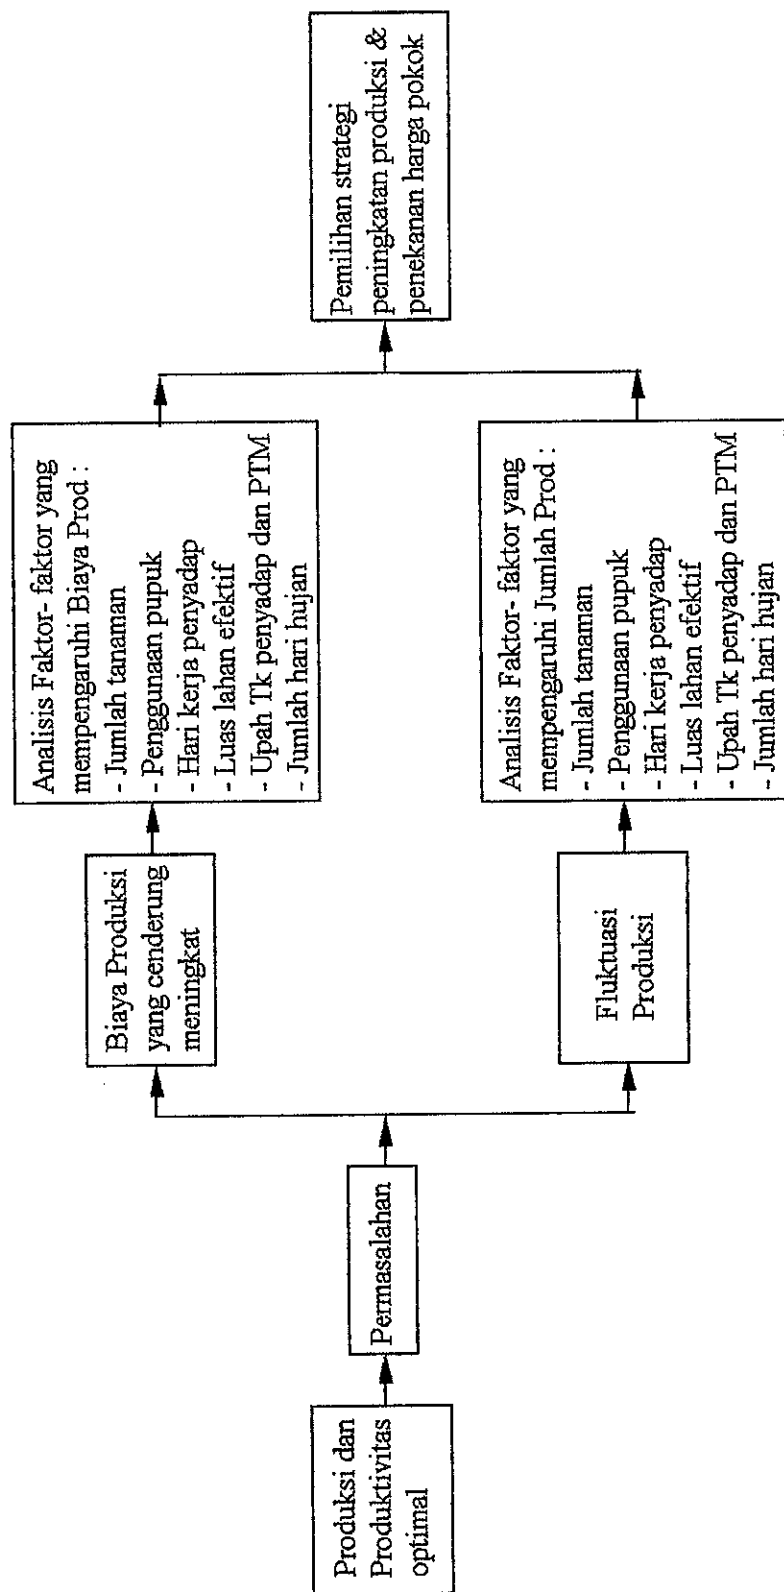 Produksi dan
Produktivitas
optimal
Permasalahan
Biaya Produksi
yang cenderung
meningkat
Fluktuasi
Produksi
Analisis Faktor- faktor yang
mempengaruhi Biaya Prod :
- Jumlah tanaman
- Penggunaan pupuk
- Hari kerja penyadap
- Luas lahan efektif
- Upah Tk penyadap dan PTM
- Jumlah hari hujan
Analisis Faktor- faktor yang
mempengaruhi Jumlah Prod :
- Jumlah tanaman
- Penggunaan pupuk
- Hari kerja penyadap
- Luas lahan efektif
- Upah Tk penyadap dan PTM
- Jumlah hari hujan
Pemilihan strategi
peningkatan produksi &
penekanan harga pokok